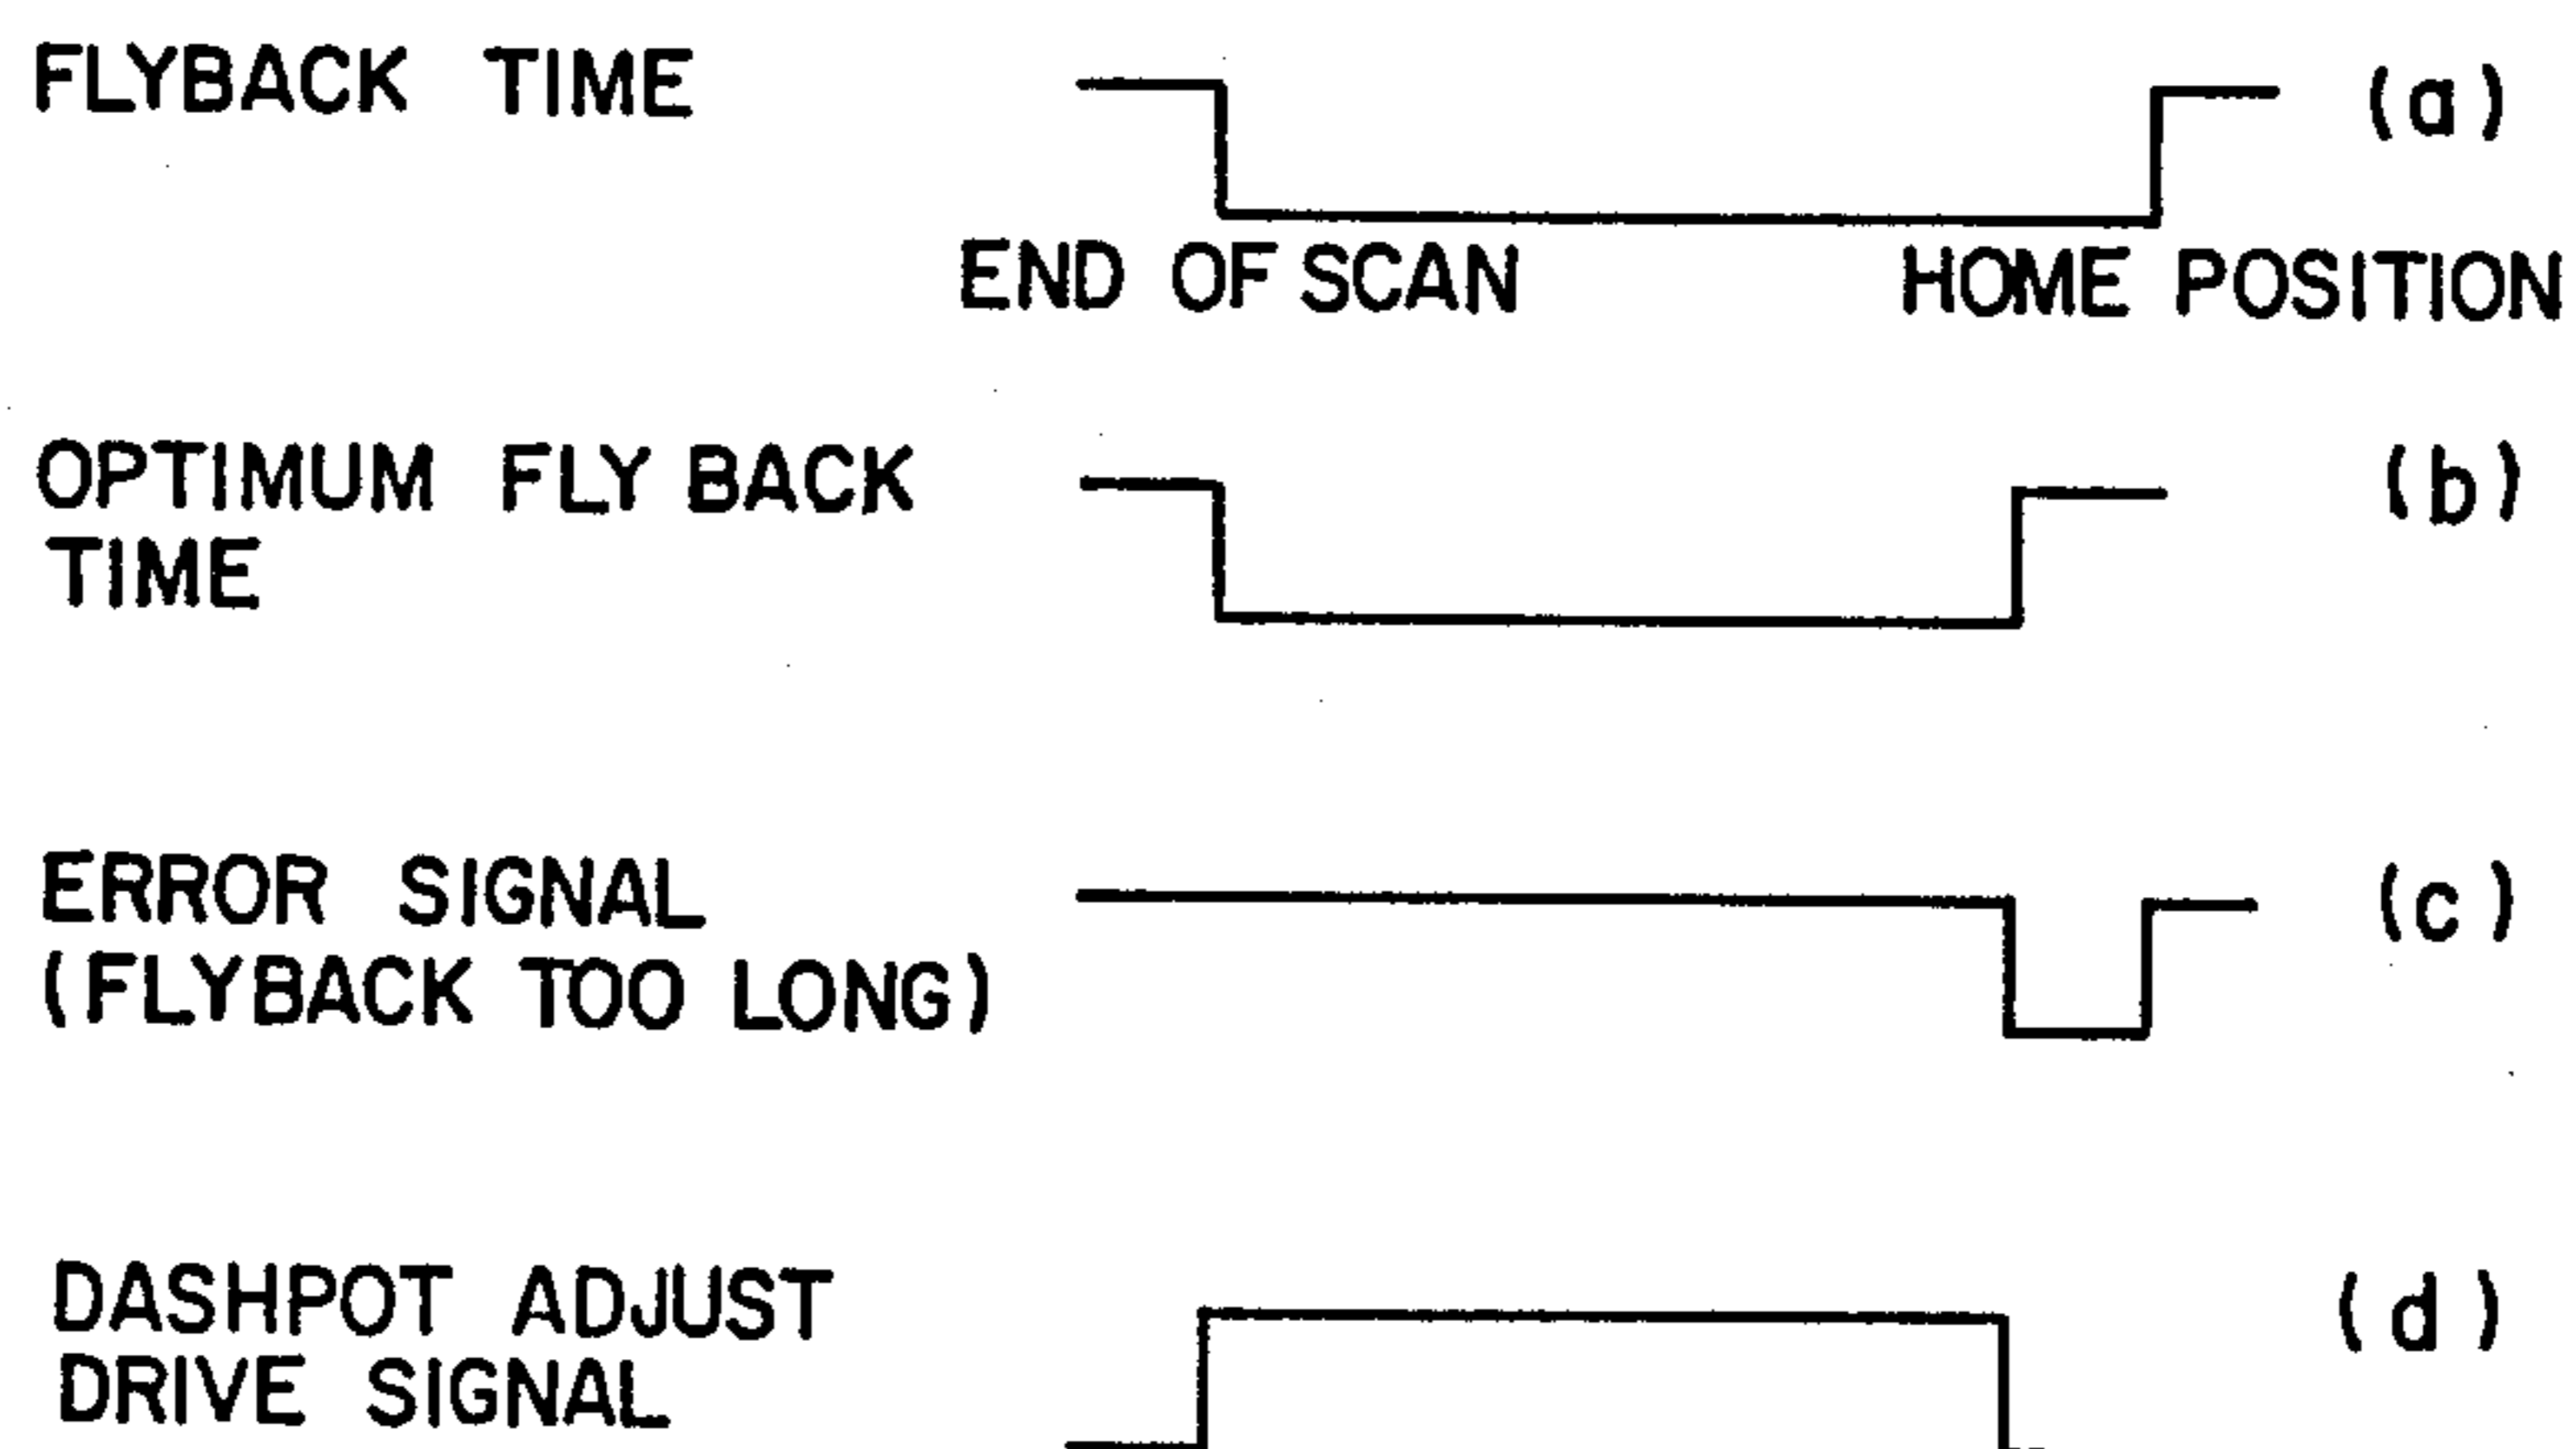 FLYBACK TIME
(a)
END OF SCAN
HOME POSITION
OPTIMUM FLY BACK
TIME
(b)
ERROR SIGNAL
(FLYBACK TOO LONG)
(c)
DASHPOT ADJUST
DRIVE SIGNAL
(d)